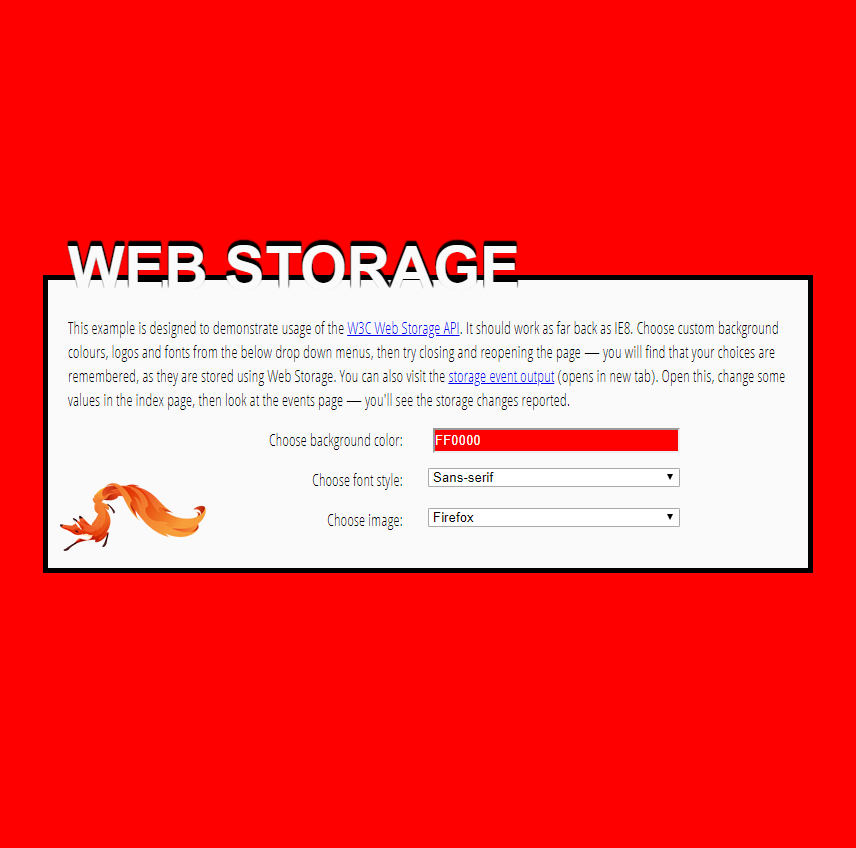 WEB STORAGE
This example is designed to demonstrate usage of the W3C Web Storage API. It should work as far back as IE8. Choose custom background
colours, logos and fonts from the below drop down menus, then try closing and reopening the page — you will find that your choices are
remembered, as they are stored using Web Storage. You can also visit the storage event output (opens in new tab). Open this, change some
values in the index page, then look at the events page — you'll see the storage changes reported.
Choose background color: FF0000
Choose font style: Sans-serif
Choose image: Firefox